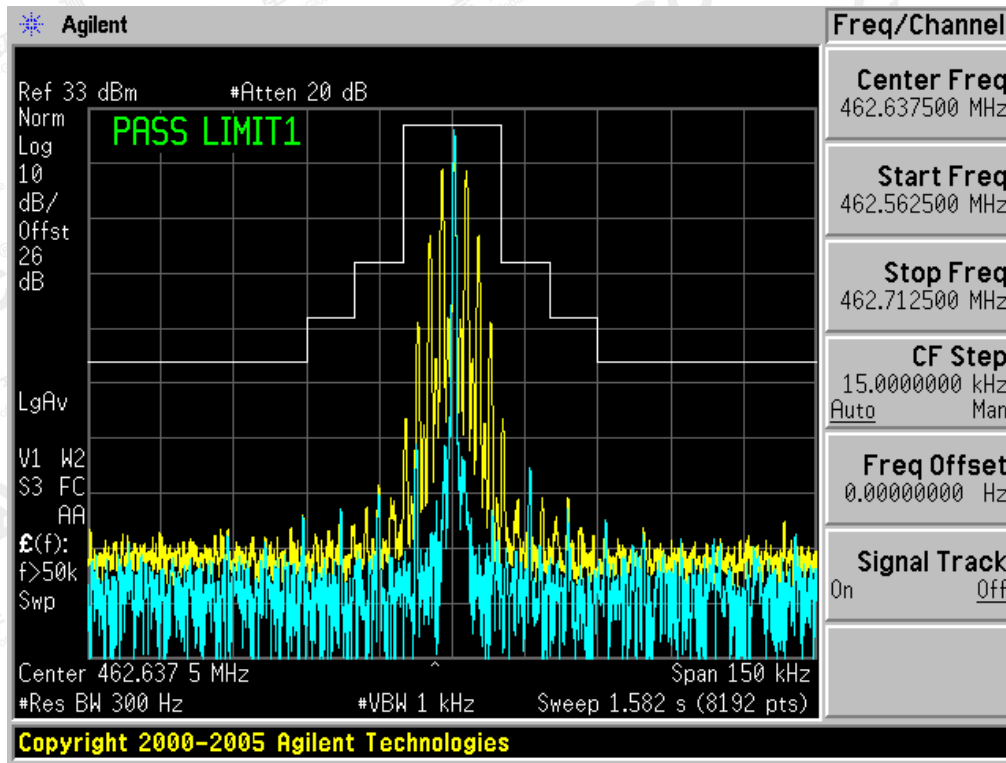 Agilent
Freq/Channel
Ref 33 dBm #Atten 20 dB
Norm
Log
10
dB/
Offst
26
dB
PASS LIMIT1
LgAv
V1 W2
S3 FC
AA
£(f):
f>50k
Swp
Center 462.637 5 MHz
^
Span 150 kHz
#Res BW 300 Hz #VBW 1 kHz Sweep 1.582 s (8192 pts)
Copyright 2000-2005 Agilent Technologies
Center Freq
462.637500 MHz
Start Freq
462.562500 MHz
Stop Freq
462.712500 MHz
CF Step
15.0000000 kHz
Auto Man
Freq Offset
0.00000000 Hz
Signal Track
On Off